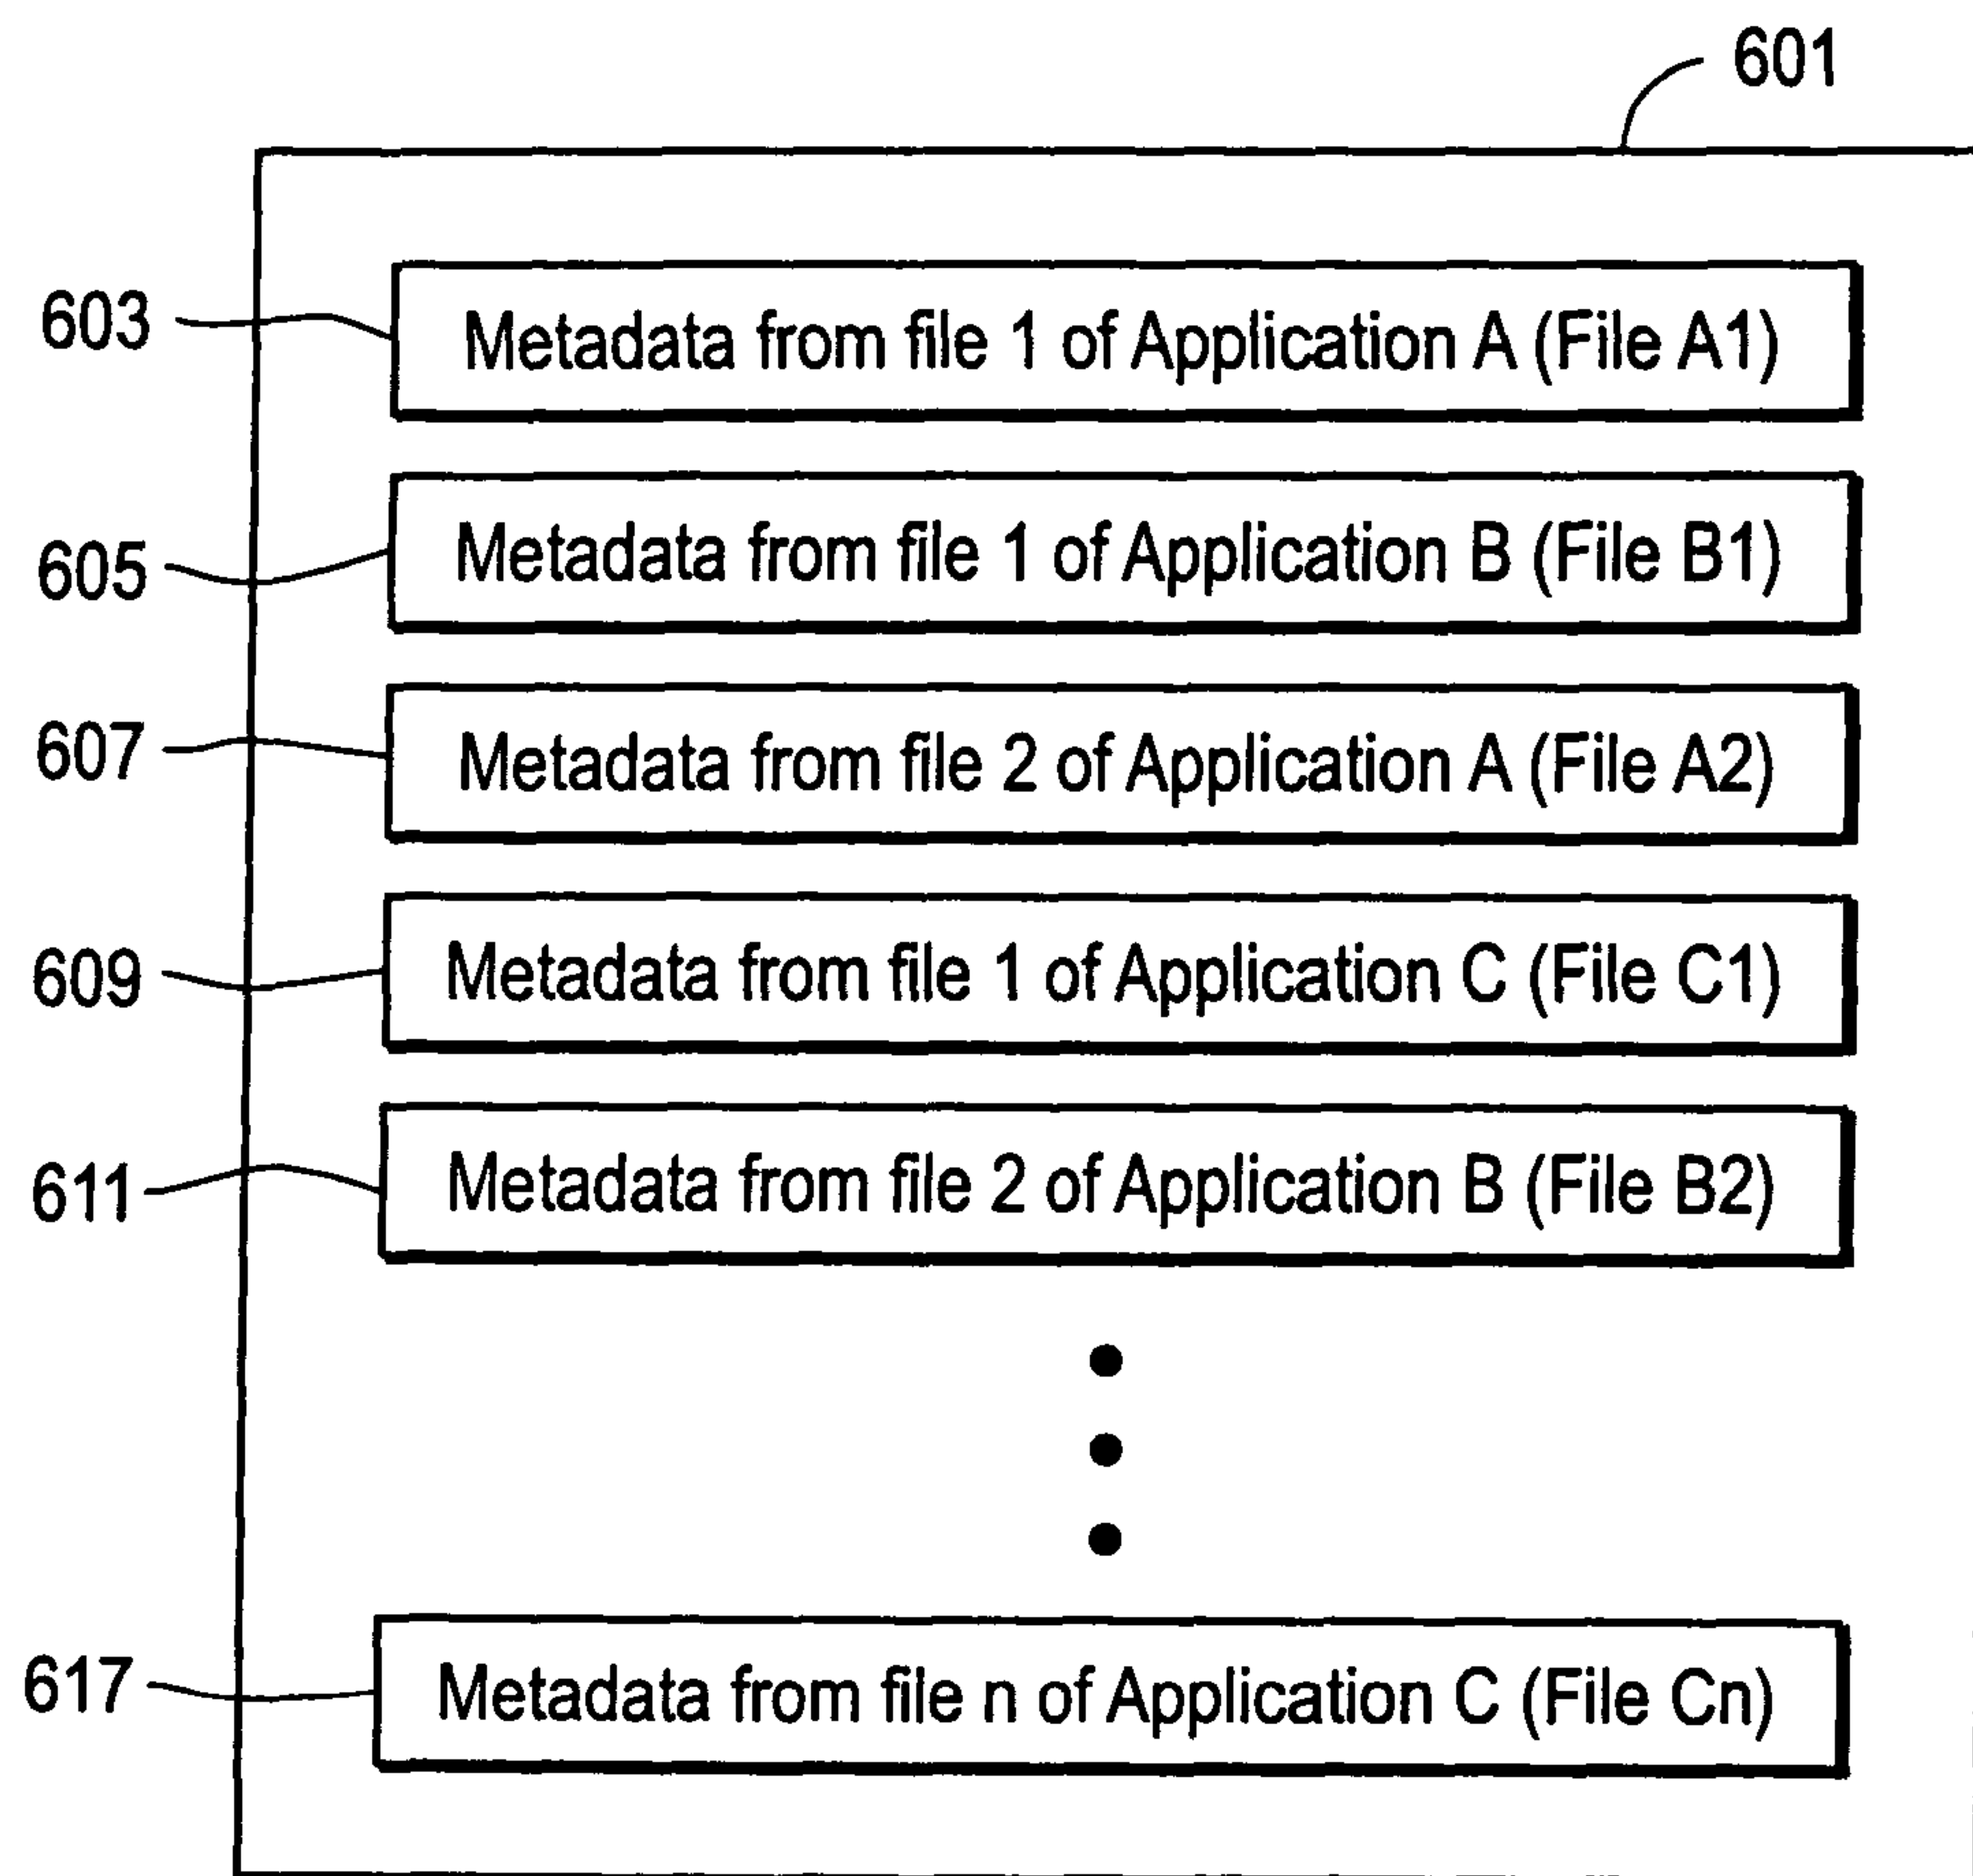 601
603 Metadata from file 1 of Application A (File A1)
605 Metadata from file 1 of Application B (File B1)
607 Metadata from file 2 of Application A (File A2)
609 Metadata from file 1 of Application C (File C1)
611 Metadata from file 2 of Application B (File B2)
617 Metadata from file n of Application C (File Cn)